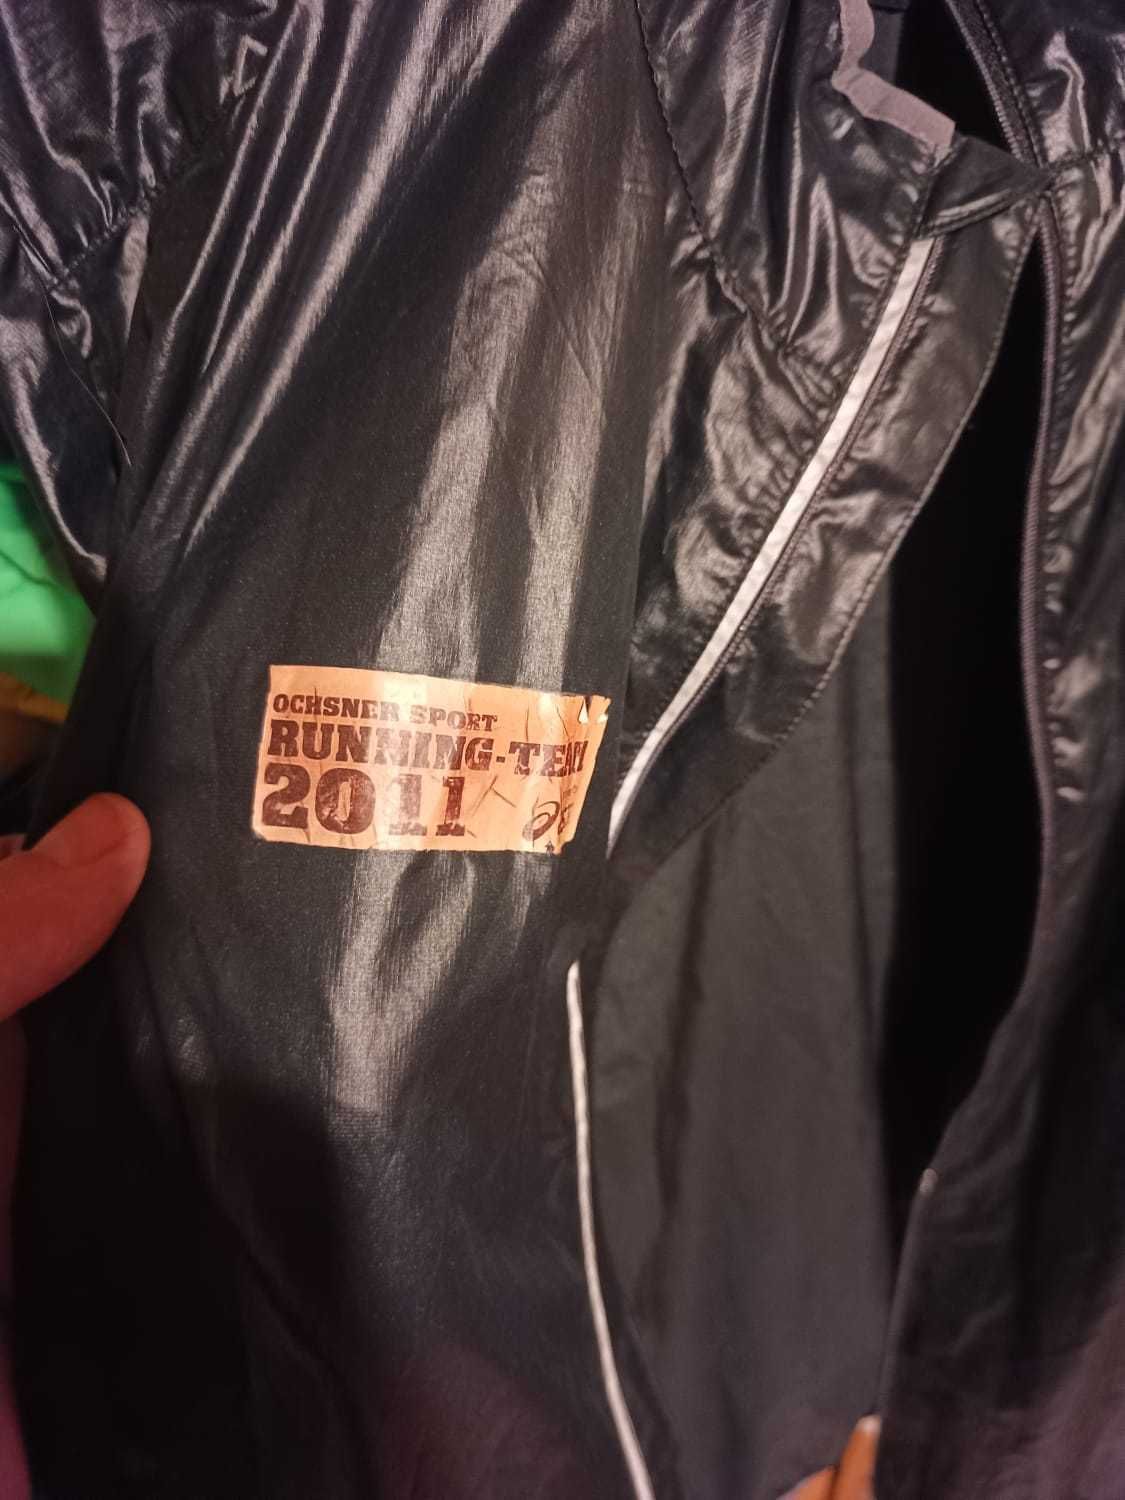 OCHSNER SPORT
RUNNING-TEAM
2011